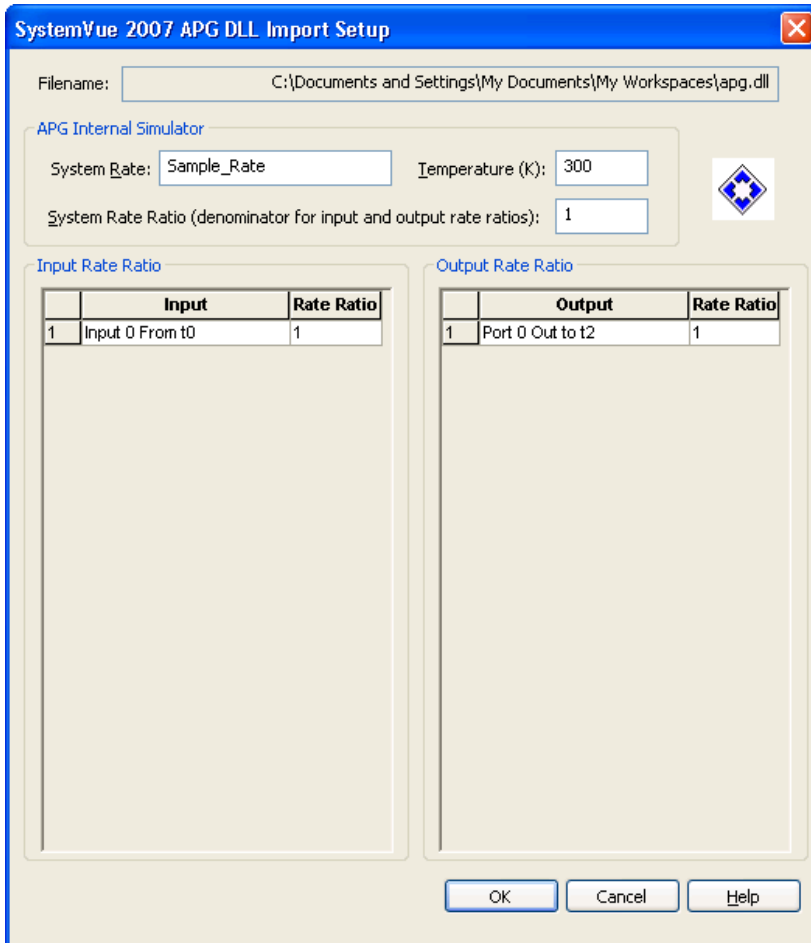 SystemVue 2007 APG DLL Import Setup
Filename: C:\Documents and Settings\My Documents\My Workspaces\apg.dll
APG Internal Simulator
System Rate: Sample_Rate Temperature (K): 300
System Rate Ratio (denominator for input and output rate ratios): 1
Input Rate Ratio
Input Rate Ratio
1 Input 0 From t0 1
Output Rate Ratio
Output Rate Ratio
1 Port 0 Out to t2 1
OK Cancel Help